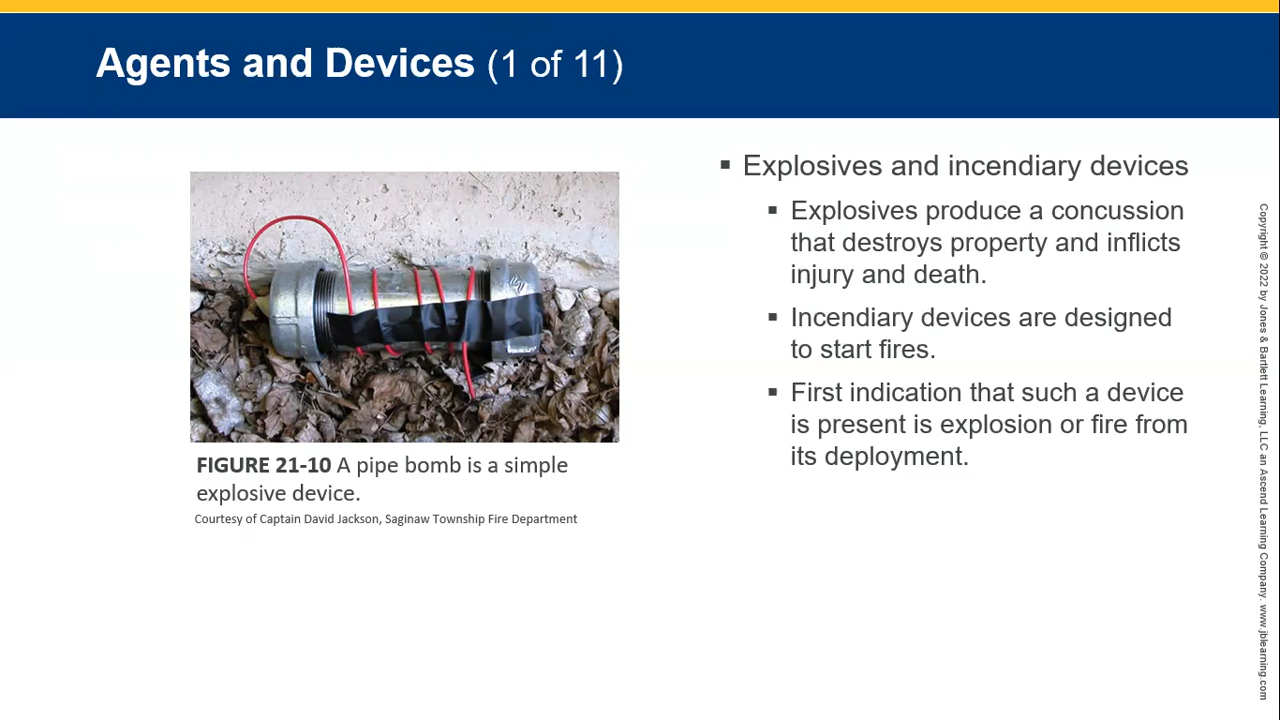 Agents and Devices (1 of 11)
FIGURE 21-10 A pipe bomb is a simple
explosive device.
Courtesy of Captain David Jackson, Saginaw Township Fire Department
▪ Explosives and incendiary devices
▪ Explosives produce a concussion
that destroys property and inflicts
injury and death.
▪ Incendiary devices are designed
to start fires.
▪ First indication that such a device
is present is explosion or fire from
its deployment.
Copyright © 2022 by Jones & Bartlett Learning, LLC an Ascend Learning Company. www.jblearning.com